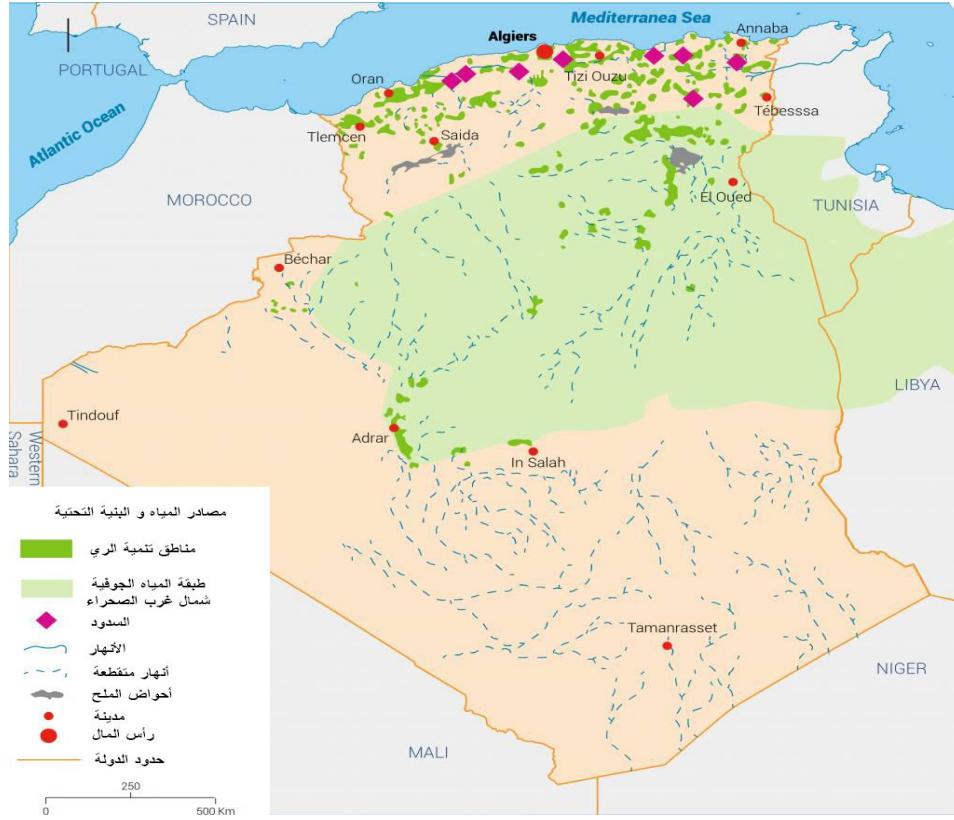 SPAIN
Mediterranea Sea
PORTUGAL
Algiers
Annaba
Oran
Tizi Ouzu
Atlantic Ocean
Tlemcen
Saida
Tébesssa
MOROCCO
El Oued
TUNISIA
Béchar
LIBYA
Tindouf
Adrar
In Salah
Western
Sahara
Tamanrasset
NIGER
MALI
مصادر المياه و البنية التحتية
مناطق تنمية الري
طبقة المياه الجوفية
شمال غرب الصحراء
السدود
الأنهار
أنهار متقطعة
أحواض الملح
مدينة
رأس المال
حدود الدولة
250
0
500 Km